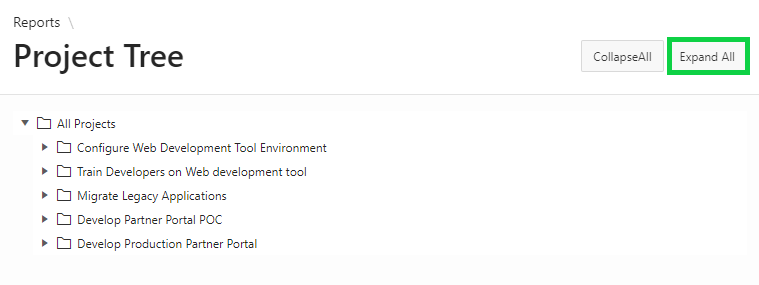 Reports \
Project Tree
CollapseAll
Expand All
All Projects
Configure Web Development Tool Environment
Train Developers on Web development tool
Migrate Legacy Applications
Develop Partner Portal POC
Develop Production Partner Portal